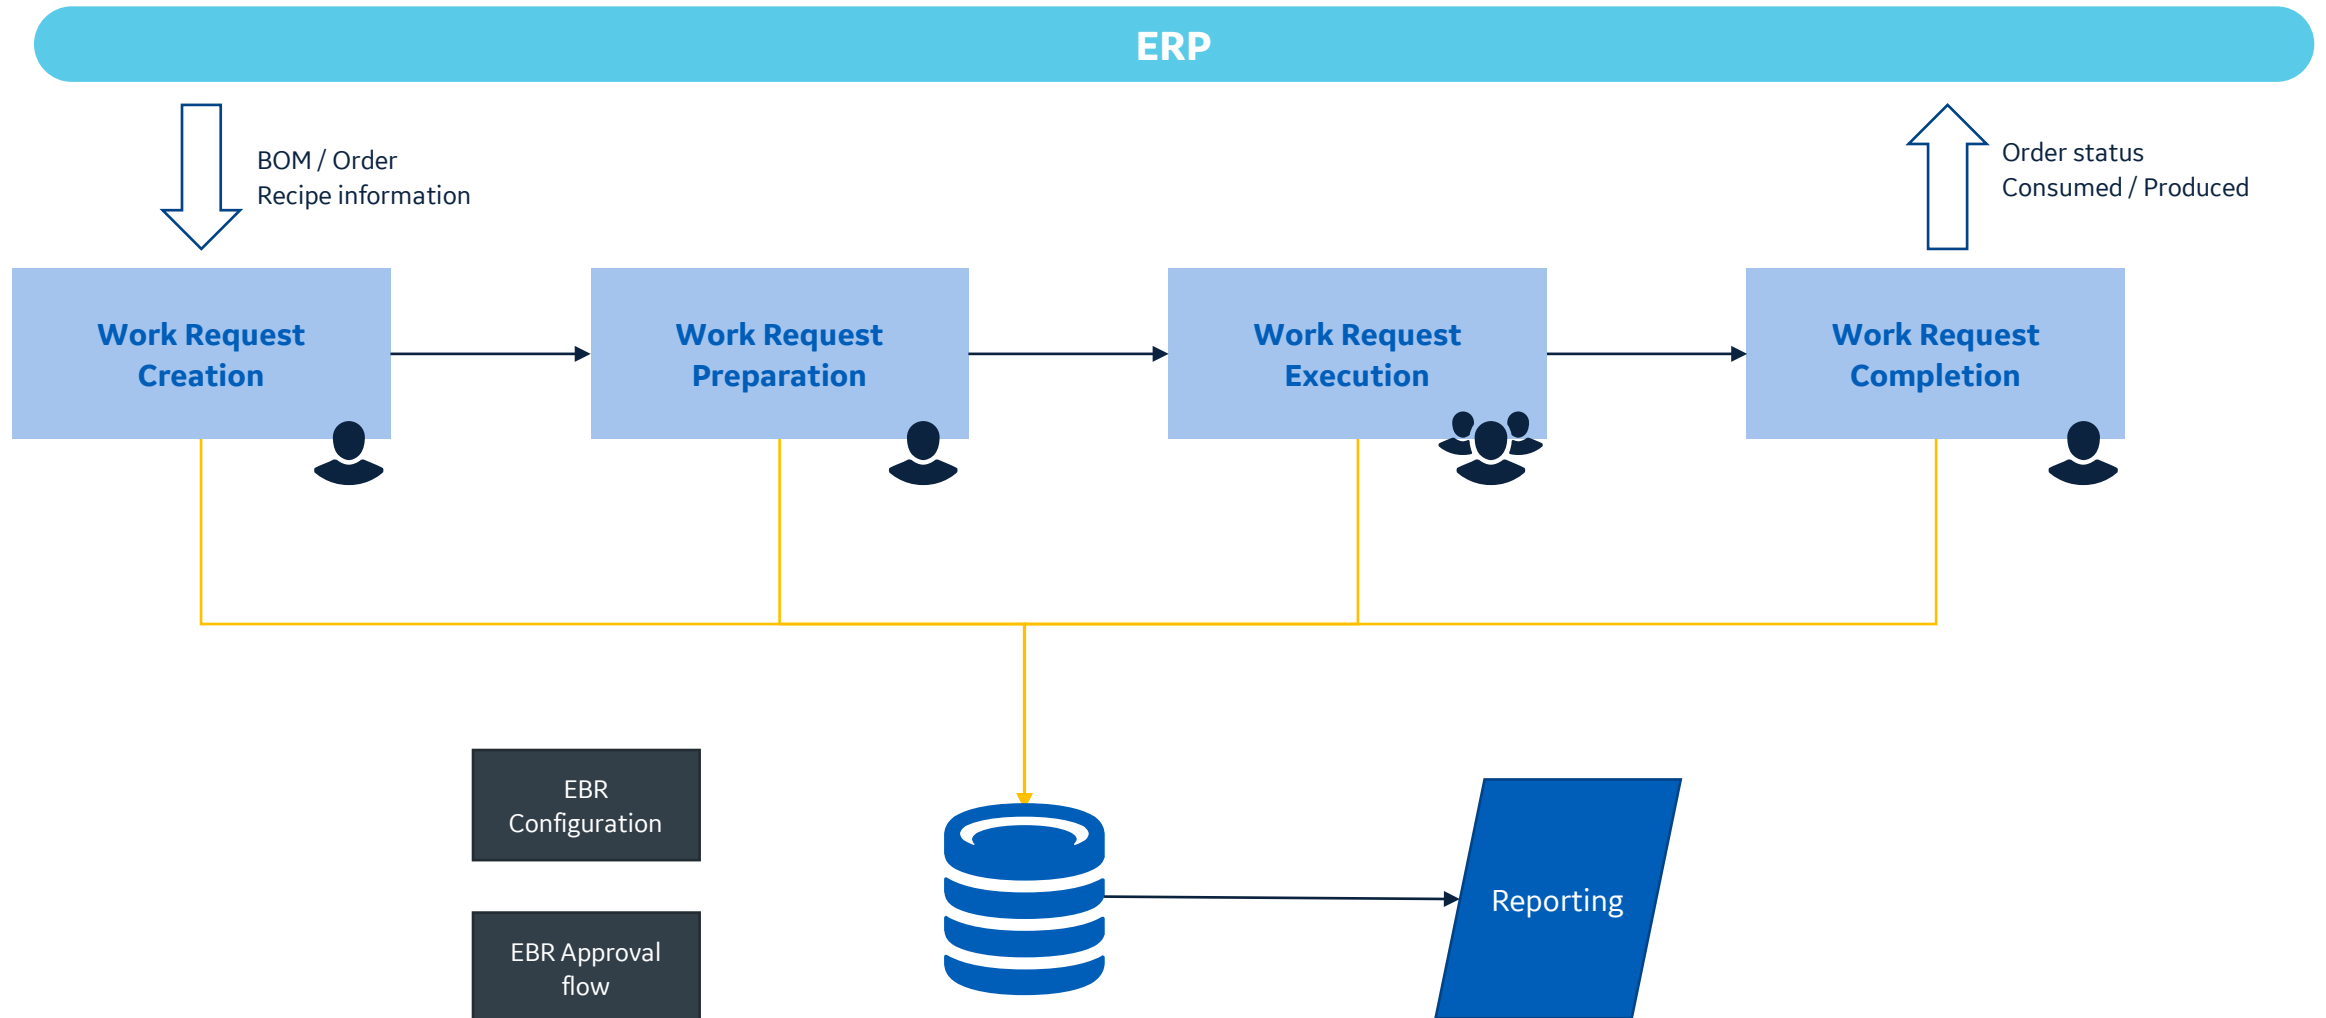 ERP
BOM / Order
Recipe information
Order status
Consumed / Produced
Work Request
Creation
Work Request
Preparation
Work Request
Execution
Work Request
Completion
EBR
Configuration
EBR Approval
flow
Reporting